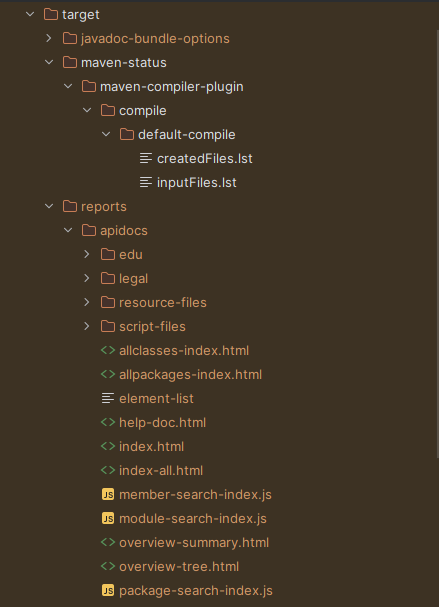 target
javadoc-bundle-options
maven-status
maven-compiler-plugin
compile
default-compile
createdFiles.lst
inputFiles.lst
reports
apidocs
edu
legal
resource-files
script-files
<> allclasses-index.html
<> allpackages-index.html
element-list
<> help-doc.html
<> index.html
<> index-all.html
JS member-search-index.js
JS module-search-index.js
<> overview-summary.html
<> overview-tree.html
JS package-search-index.js